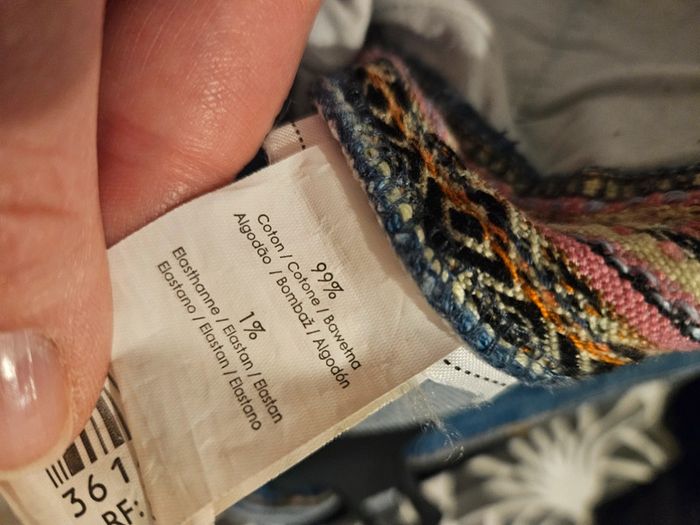 99%
Coton / Cotone / Bawełna
Algodão / Bombaž / Algodón
1%
Elasthanne / Elastan / Elastan
Elastano / Elastan / Elastano
361
RF: